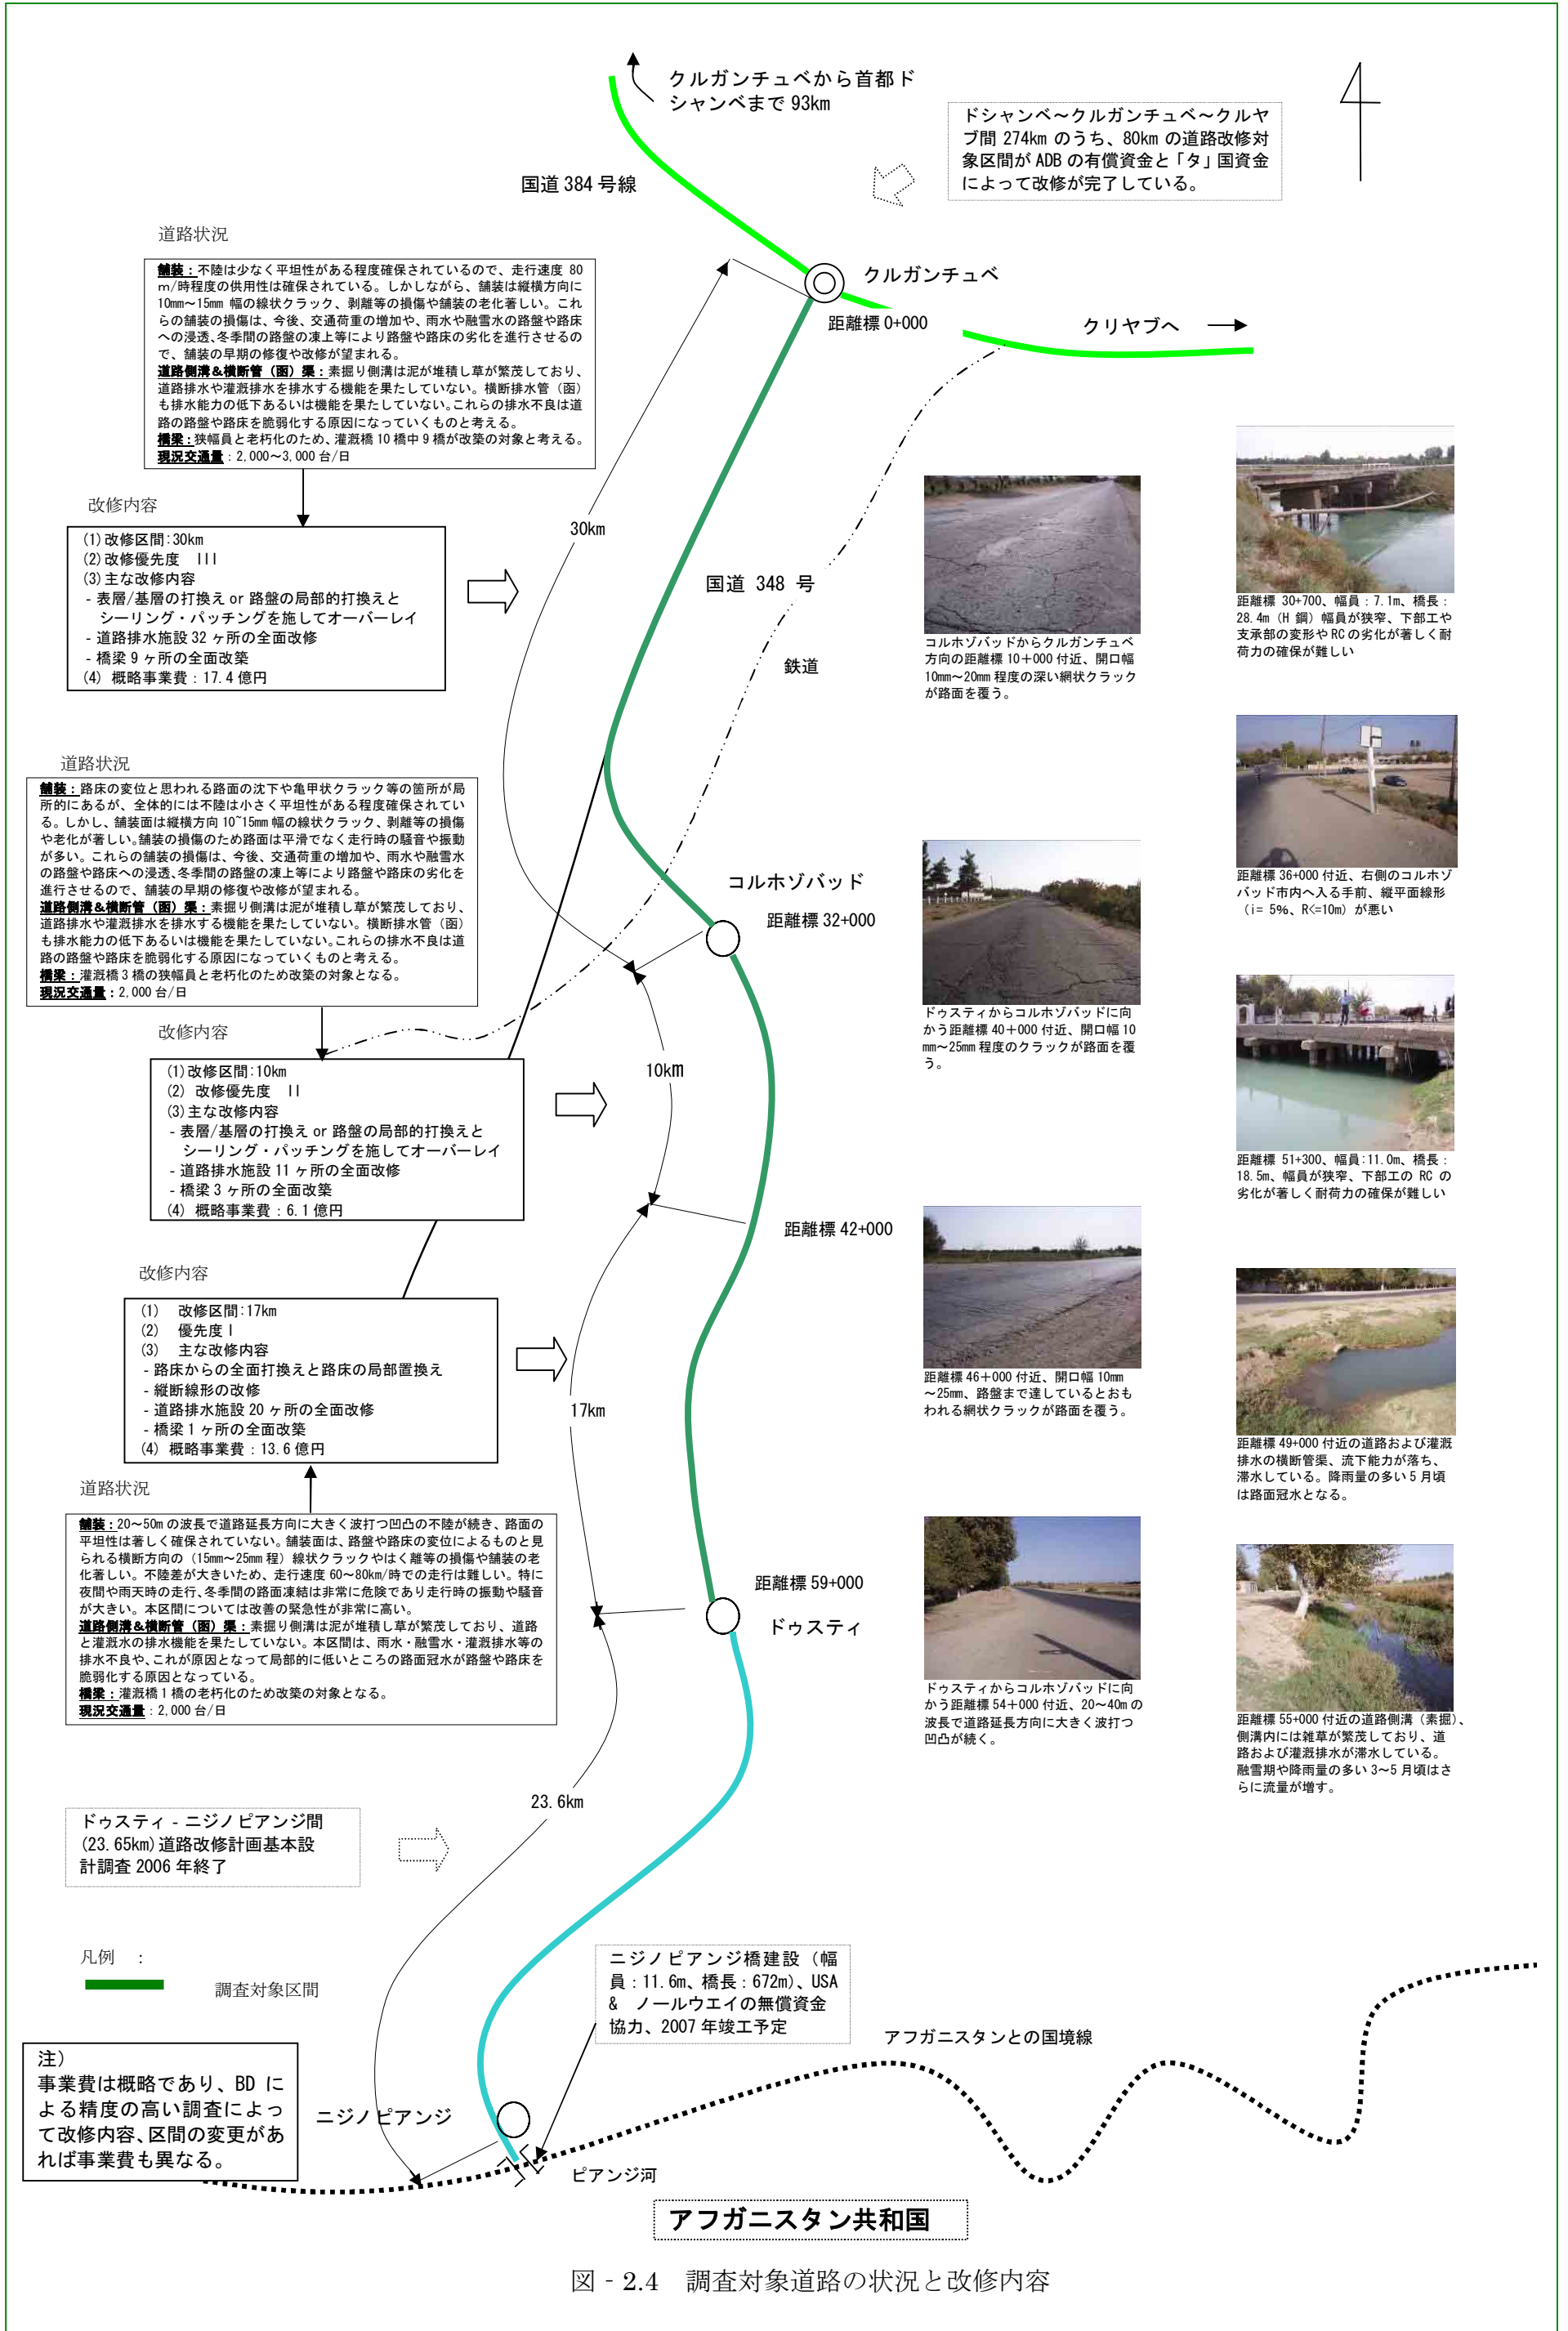 クルガンチュベから首都ド
シャンベまで 93km
ドシャンベ～クルガンチュベ～クルヤ
ブ間 274km のうち、80km の道路改修対
象区間が ADB の有償資金と「タ」国資金
によって改修が完了している。
国道 384 号線
クルガンチュベ
距離標 0+000
クリヤブへ
道路状況
舗装：不陸は少なく平坦性がある程度確保されているので、走行速度 80
m/時程度の供用性は確保されている。しかしながら、舗装は縦横方向に
10mm～15mm 幅の線状クラック、剥離等の損傷や舗装の老化著しい。これ
らの舗装の損傷は、今後、交通荷重の増加や、雨水や融雪水の路盤や路床
への浸透、冬季間の路盤の凍上等により路盤や路床の劣化を進行させるの
で、舗装の早期の修復や改修が望まれる。
道路側溝＆横断管（函）渠：素掘り側溝は泥が堆積し草が繁茂しており、
道路排水や灌漑排水を排水する機能を果たしていない。横断排水管（函）
も排水能力の低下あるいは機能を果たしていない。これらの排水不良は道
路の路盤や路床を脆弱化する原因になっていくものと考える。
橋梁：狭幅員と老朽化のため、灌漑橋 10 橋中 9 橋が改築の対象と考える。
現況交通量：2,000～3,000 台/日
改修内容
(1)改修区間:30km
(2)改修優先度　III
(3)主な改修内容
- 表層/基層の打換え or 路盤の局部的打換えと
シーリング・パッチングを施してオーバーレイ
- 道路排水施設 32 ヶ所の全面改修
- 橋梁 9 ヶ所の全面改築
(4) 概略事業費：17.4 億円
30km
国道 348 号
鉄道
コルホゾバッドからクルガンチュベ
方向の距離標 10＋000 付近、開口幅
10mm～20mm 程度の深い網状クラック
が路面を覆う。
距離標 30+700、幅員：7.1m、橋長：
28.4m（H 鋼）幅員が狭窄、下部工や
支承部の変形や RC の劣化が著しく耐
荷力の確保が難しい
道路状況
舗装：路床の変位と思われる路面の沈下や亀甲状クラック等の箇所が局
所的にあるが、全体的には不陸は小さく平坦性がある程度確保されてい
る。しかし、舗装面は縦横方向 10~15mm 幅の線状クラック、剥離等の損傷
や老化が著しい。舗装の損傷のため路面は平滑でなく走行時の騒音や振動
が多い。これらの舗装の損傷は、今後、交通荷重の増加や、雨水や融雪水
の路盤や路床への浸透、冬季間の路盤の凍上等により路盤や路床の劣化を
進行させるので、舗装の早期の修復や改修が望まれる。
道路側溝＆横断管（函）渠：素掘り側溝は泥が堆積し草が繁茂しており、
道路排水や灌漑排水を排水する機能を果たしていない。横断排水管（函）
も排水能力の低下あるいは機能を果たしていない。これらの排水不良は道
路の路盤や路床を脆弱化する原因になっていくものと考える。
橋梁：灌漑橋 3 橋の狭幅員と老朽化のため改築の対象となる。
現況交通量：2,000 台/日
コルホゾバッド
距離標 32+000
距離標 36+000 付近、右側のコルホゾ
バッド市内へ入る手前、縦平面線形
（i= 5%、R<=10m）が悪い
改修内容
(1)改修区間:10km
(2) 改修優先度　II
(3)主な改修内容
- 表層/基層の打換え or 路盤の局部的打換えと
シーリング・パッチングを施してオーバーレイ
- 道路排水施設 11 ヶ所の全面改修
- 橋梁 3 ヶ所の全面改築
(4) 概略事業費：6.1 億円
10km
ドゥスティからコルホゾバッドに向
かう距離標 40＋000 付近、開口幅 10
mm～25mm 程度のクラックが路面を覆
う。
距離標 51+300、幅員:11.0m、橋長：
18.5m、幅員が狭窄、下部工の RC の
劣化が著しく耐荷力の確保が難しい
距離標 42+000
改修内容
(1)　改修区間:17km
(2)　優先度 I
(3)　主な改修内容
- 路床からの全面打換えと路床の局部置換え
- 縦断線形の改修
- 道路排水施設 20 ヶ所の全面改修
- 橋梁 1 ヶ所の全面改築
(4) 概略事業費：13.6 億円
17km
距離標 46＋000 付近、開口幅 10mm
～25mm、路盤まで達しているとおも
われる網状クラックが路面を覆う。
距離標 49+000 付近の道路および灌漑
排水の横断管渠、流下能力が落ち、
滞水している。降雨量の多い 5 月頃
は路面冠水となる。
道路状況
舗装：20～50m の波長で道路延長方向に大きく波打つ凹凸の不陸が続き、路面の
平坦性は著しく確保されていない。舗装面は、路盤や路床の変位によるものと見
られる横断方向の（15mm～25mm 程）線状クラックやはく離等の損傷や舗装の老
化著しい。不陸差が大きいため、走行速度 60～80km/時での走行は難しい。特に
夜間や雨天時の走行、冬季間の路面凍結は非常に危険であり走行時の振動や騒音
が大きい。本区間については改善の緊急性が非常に高い。
道路側溝＆横断管（函）渠：素掘り側溝は泥が堆積し草が繁茂しており、道路
と灌漑水の排水機能を果たしていない。本区間は、雨水・融雪水・灌漑排水等の
排水不良や、これが原因となって局部的に低いところの路面冠水が路盤や路床を
脆弱化する原因となっている。
橋梁：灌漑橋 1 橋の老朽化のため改築の対象となる。
現況交通量：2,000 台/日
距離標 59+000
ドゥスティ
ドゥスティからコルホゾバッドに向
かう距離標 54＋000 付近、20～40m の
波長で道路延長方向に大きく波打つ
凹凸が続く。
距離標 55+000 付近の道路側溝（素掘）、
側溝内には雑草が繁茂しており、道
路および灌漑排水が滞水している。
融雪期や降雨量の多い 3～5 月頃はさ
らに流量が増す。
23.6km
ドゥスティ - ニジノピアンジ間
(23.65km)道路改修計画基本設
計調査 2006 年終了
凡例　：
調査対象区間
ニジノピアンジ橋建設（幅
員：11.6m、橋長：672m）、USA
&　ノールウエイの無償資金
協力、2007 年竣工予定
アフガニスタンとの国境線
注）
事業費は概略であり、BD に
よる精度の高い調査によっ
て改修内容、区間の変更があ
れば事業費も異なる。
ニジノピアンジ
ピアンジ河
アフガニスタン共和国
図 - 2.4　調査対象道路の状況と改修内容